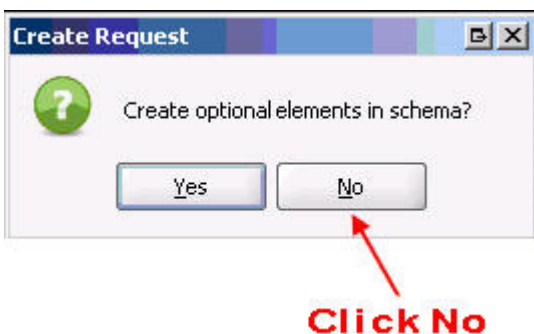 Create Request
Create optional elements in schema?
Yes
No
Click No